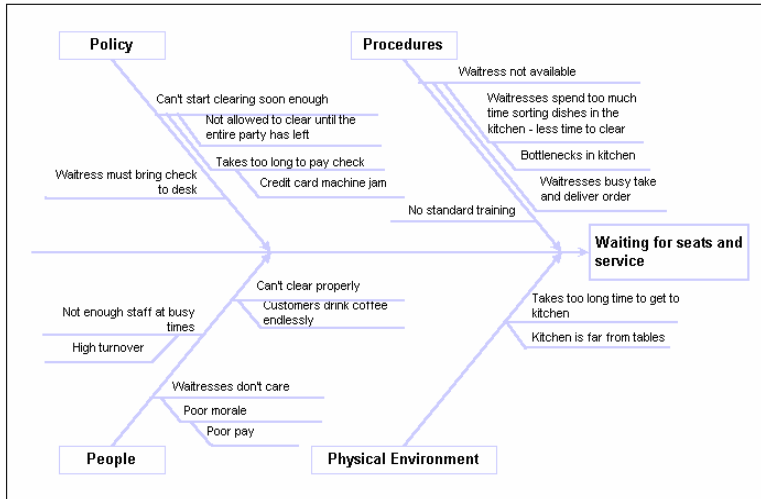 Policy
Procedures
Waitress not available
Can't start clearing soon enough
Waitresses spend too much
time sorting dishes in the
kitchen - less time to clear
Not allowed to clear until the
entire party has left
Bottlenecks in kitchen
Takes too long to pay check
Waitress must bring check
to desk
Credit card machine jam
Waitresses busy take
and deliver order
No standard training
Waiting for seats and
service
Can't clear properly
Customers drink coffee
endlessly
Not enough staff at busy
times
High turnover
Takes too long time to get to
kitchen
Kitchen is far from tables
Waitresses don't care
Poor morale
Poor pay
People
Physical Environment